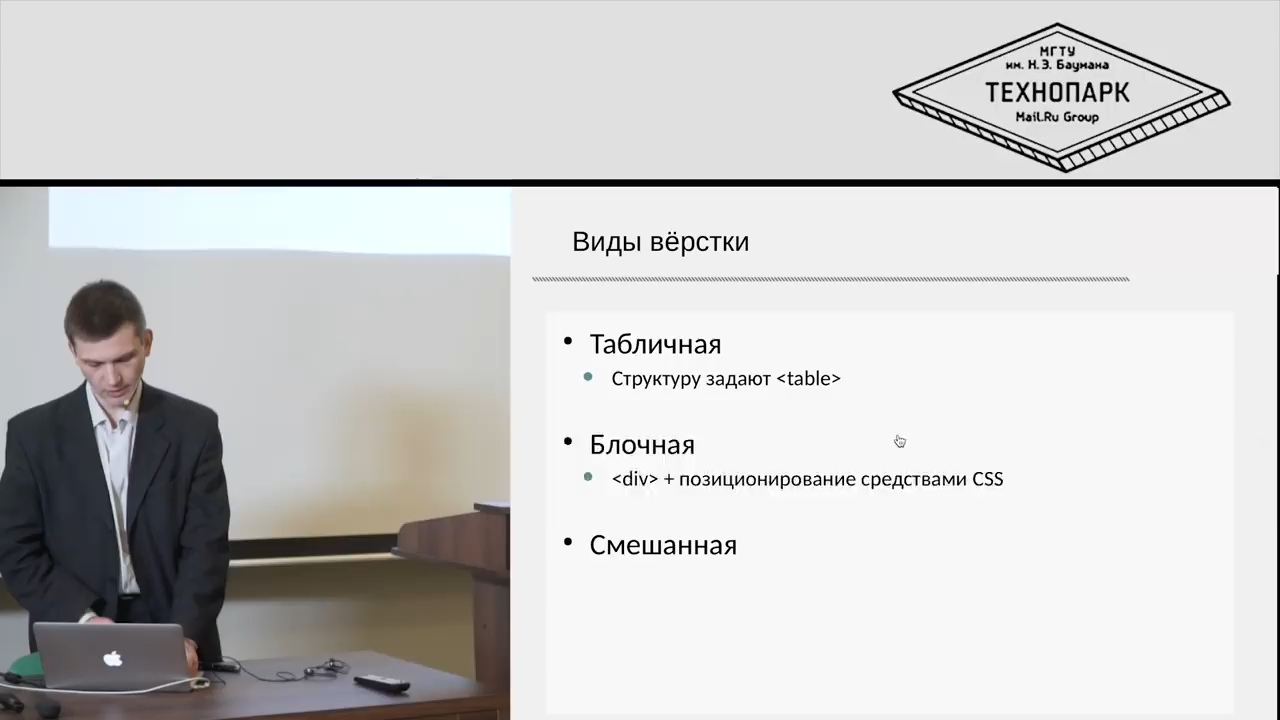 МГТУ
им. Н.Э. Баумана
ТЕХНОПАРК
Mail.Ru Group
Виды вёрстки
• Табличная
• Структуру задают <table>
• Блочная
• <div> + позиционирование средствами CSS
• Смешанная